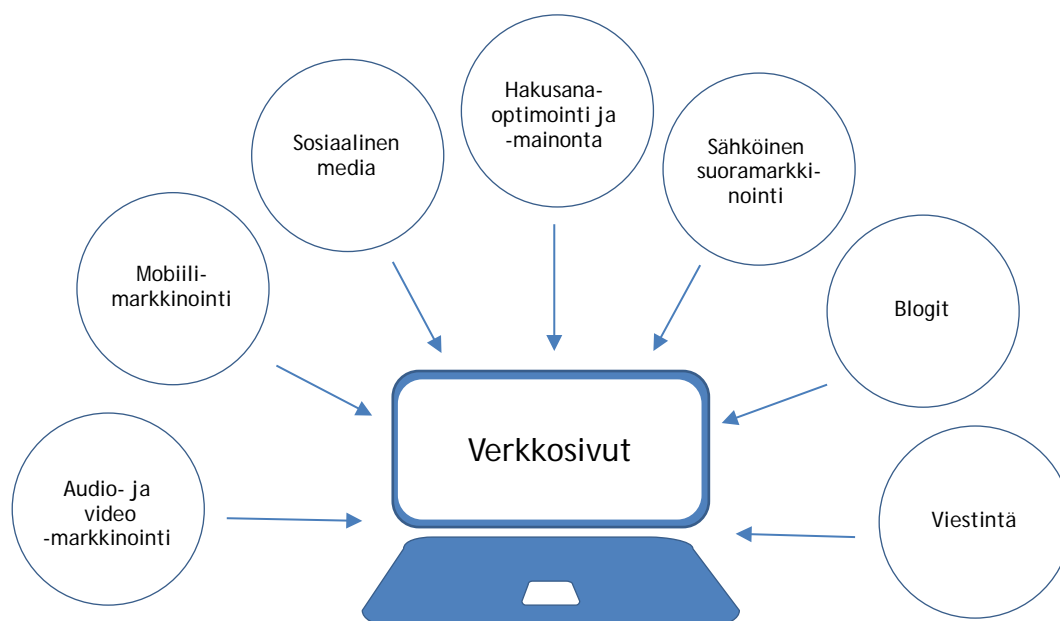 Hakusana-
optimointi ja
-mainonta
Sosiaalinen
media
Sähköinen
suoramarkki-
nointi
Mobiili-
markkinointi
Blogit
Verkkosivut
Audio- ja
video
-markkinointi
Viestintä